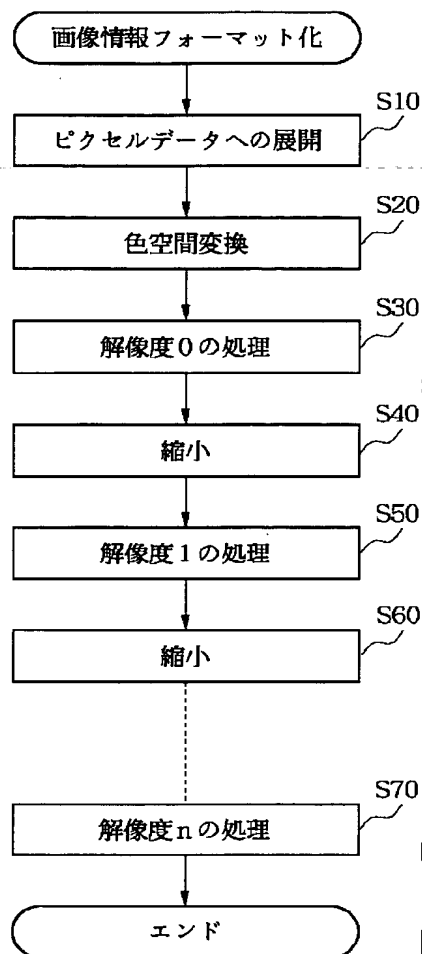 画像情報フォーマット化
S10
ピクセルデータへの展開
S20
色空間変換
S30
解像度0の処理
S40
縮小
S50
解像度1の処理
S60
縮小
S70
解像度nの処理
エンド